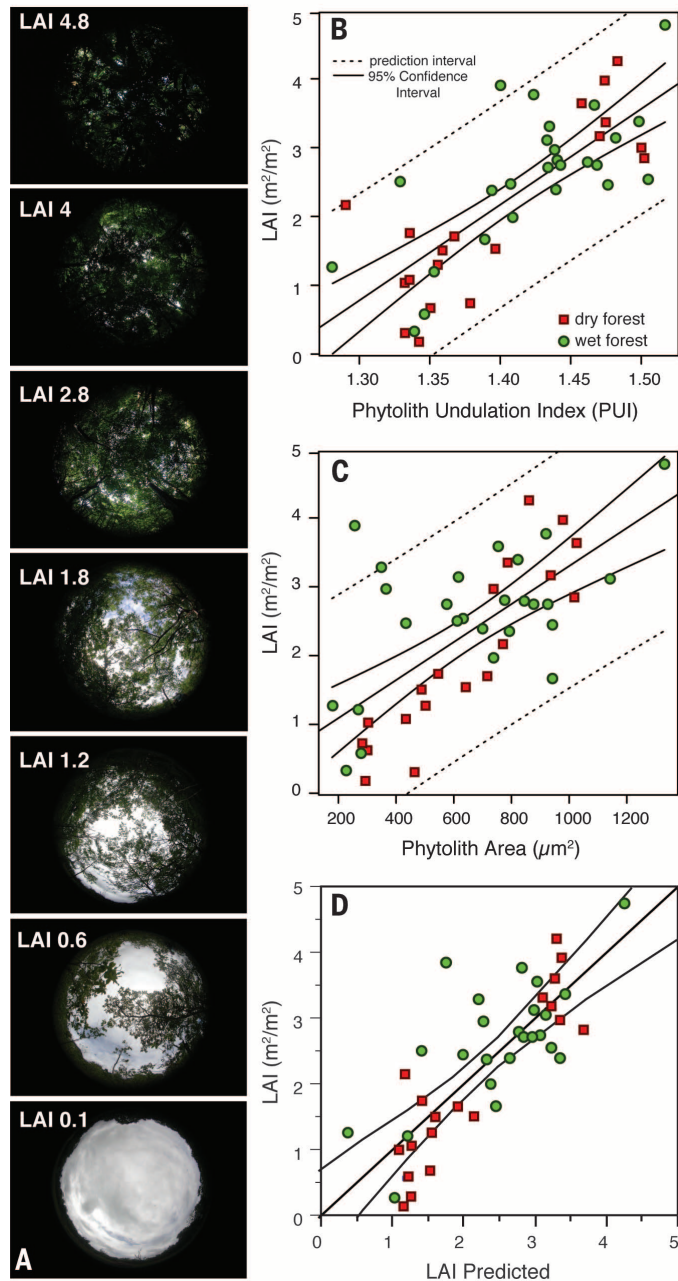 LAI 4.8
LAI 4
LAI 2.8
LAI 1.8
LAI 1.2
LAI 0.6
LAI 0.1
A
B
prediction interval
95% Confidence
Interval
dry forest
wet forest
LAI (m²/m²)
5
4
3
2
1
0
1.30 1.35 1.40 1.45 1.50
Phytolith Undulation Index (PUI)
C
LAI (m²/m²)
5
4
3
2
1
0
200 400 600 800 1000 1200
Phytolith Area (µm²)
D
LAI (m²/m²)
5
4
3
2
1
0
0 1 2 3 4 5
LAI Predicted